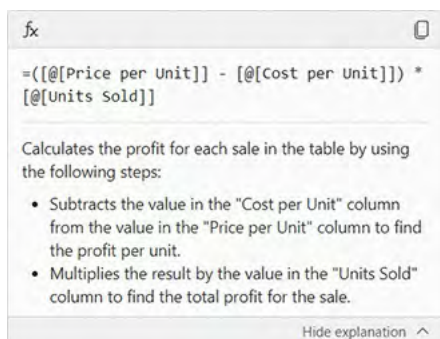 fx
=([@[Price per Unit]] - [@[Cost per Unit]]) *
[@[Units Sold]]
Calculates the profit for each sale in the table by using
the following steps:
• Subtracts the value in the "Cost per Unit" column
from the value in the "Price per Unit" column to find
the profit per unit.
• Multiplies the result by the value in the "Units Sold"
column to find the total profit for the sale.
Hide explanation